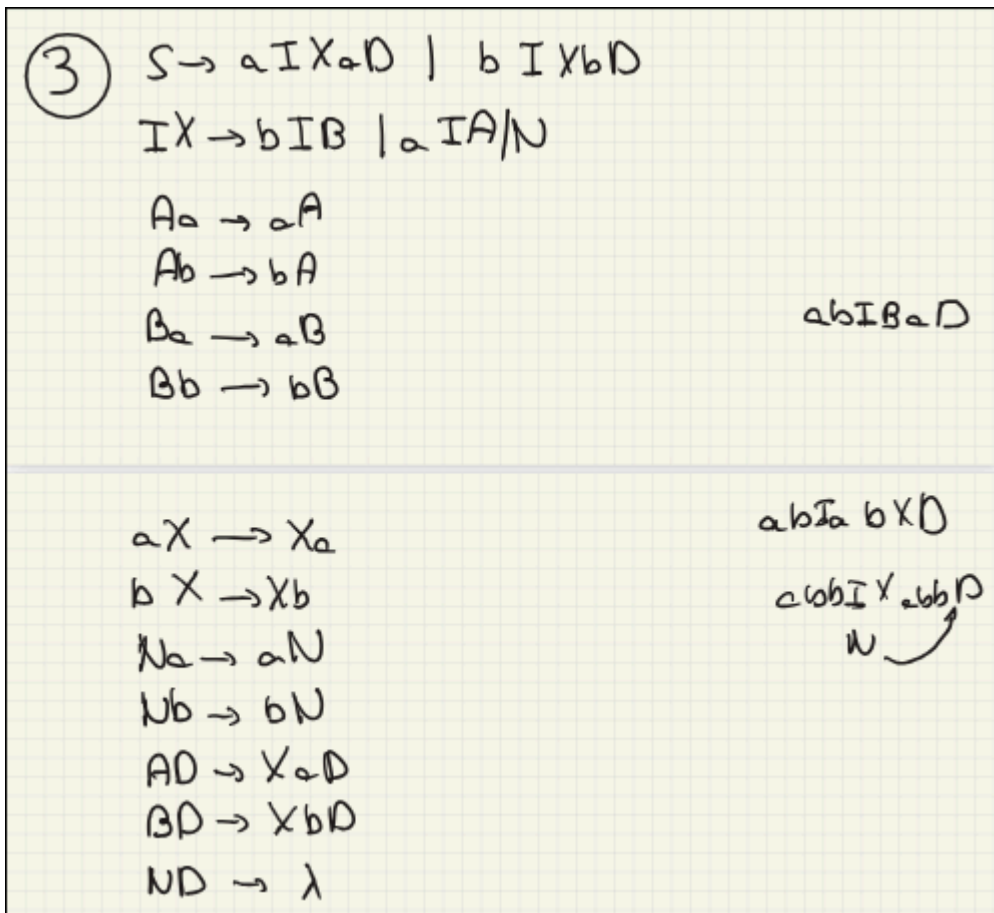 3 S → aIXaD | bIXbD
IX → bIB | aIA/N
Aa → aA
Ab → bA
Ba → aB
abIBaD
Bb → bB
aX → Xa
abIabXD
bX → Xb
abbIXabbD
Na → aN
N
Nb → bN
AD → XaD
BD → XbD
ND → λ